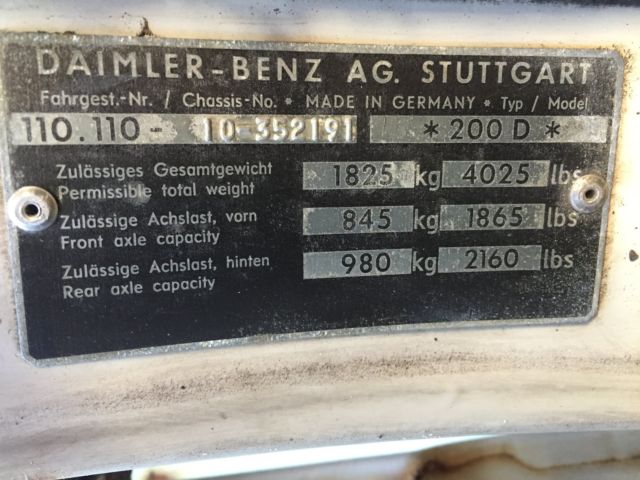 DAIMLER-BENZ AG. STUTTGART
Fahrgest.-Nr. / Chassis-No. * MADE IN GERMANY * Typ / Model
110.110- 10-352191 * 200 D *
Zulässiges Gesamtgewicht
Permissible total weight 1825 kg 4025 lbs
Zulässige Achslast, vorn
Front axle capacity 845 kg 1865 lbs
Zulässige Achslast, hinten
Rear axle capacity 980 kg 2160 lbs